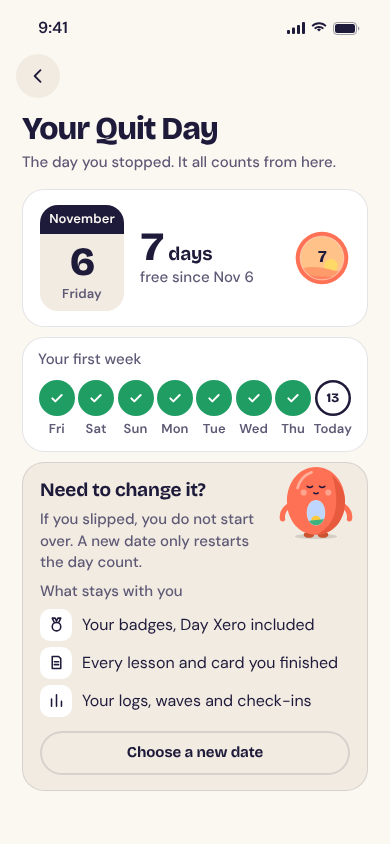 9:41
Your Quit Day
The day you stopped. It all counts from here.
November
6
Friday
7 days
free since Nov 6
7
Your first week
13
Fri Sat Sun Mon Tue Wed Thu Today
Need to change it?
If you slipped, you do not start
over. A new date only restarts
the day count.
What stays with you
Your badges, Day Xero included
Every lesson and card you finished
Your logs, waves and check-ins
Choose a new date